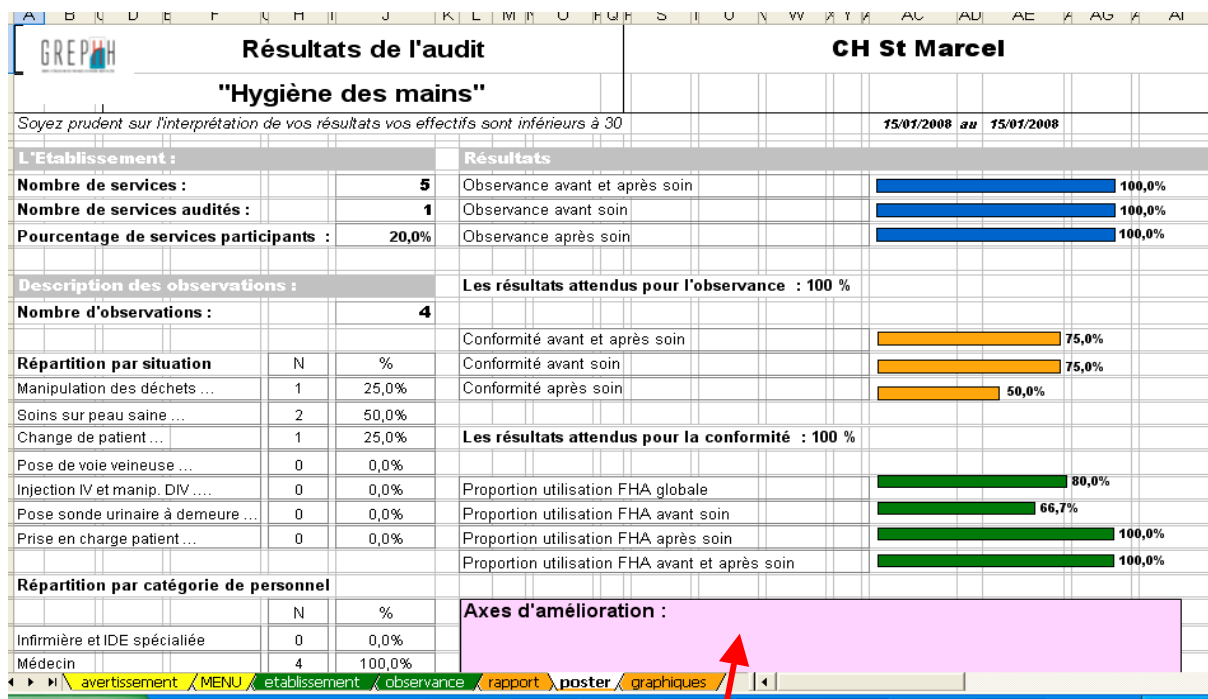 A B U D E F G H I J K L M N O P Q R S T U V W X Y Z AC AD AE A AG A AI
GREPHH
Résultats de l'audit
CH St Marcel
"Hygiène des mains"
Soyez prudent sur l'interprétation de vos résultats vos effectifs sont inférieurs à 30
15/01/2008 au 15/01/2008
L'Etablissement :
Résultats
Nombre de services : 5
Observance avant et après soin 100,0%
Nombre de services audités : 1
Observance avant soin 100,0%
Pourcentage de services participants : 20,0%
Observance après soin 100,0%
Description des observations :
Les résultats attendus pour l'observance : 100 %
Nombre d'observations : 4
Conformité avant et après soin 75,0%
Répartition par situation N %
Conformité avant soin 75,0%
Manipulation des déchets ... 1 25,0%
Conformité après soin 50,0%
Soins sur peau saine ... 2 50,0%
Change de patient ... 1 25,0%
Les résultats attendus pour la conformité : 100 %
Pose de voie veineuse ... 0 0,0%
Injection IV et manip. DIV .... 0 0,0%
Proportion utilisation FHA globale 80,0%
Pose sonde urinaire à demeure ... 0 0,0%
Proportion utilisation FHA avant soin 66,7%
Prise en charge patient ... 0 0,0%
Proportion utilisation FHA après soin 100,0%
Proportion utilisation FHA avant et après soin 100,0%
Répartition par catégorie de personnel
N %
Axes d'amélioration :
Infirmière et IDE spécialiée 0 0,0%
Médecin 4 100,0%
avertissement MENU etablissement observance rapport poster graphiques